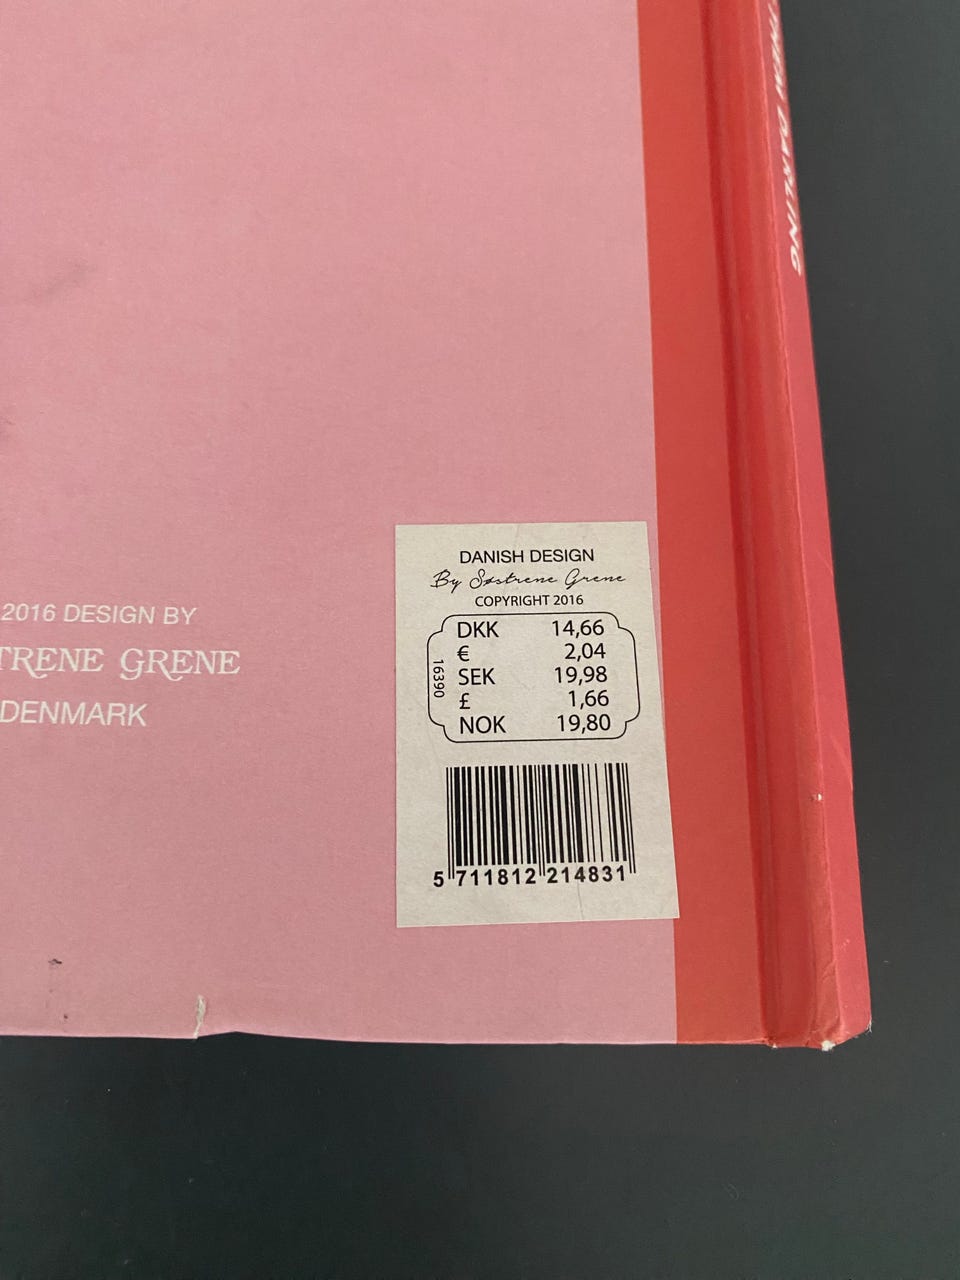 DARLING
DANISH DESIGN
By Søstrene Grene
COPYRIGHT 2016
DKK 14,66
€ 2,04
SEK 19,98
£ 1,66
NOK 19,80
16390
5 711812 214831
2016 DESIGN BY
TRENE GRENE
DENMARK